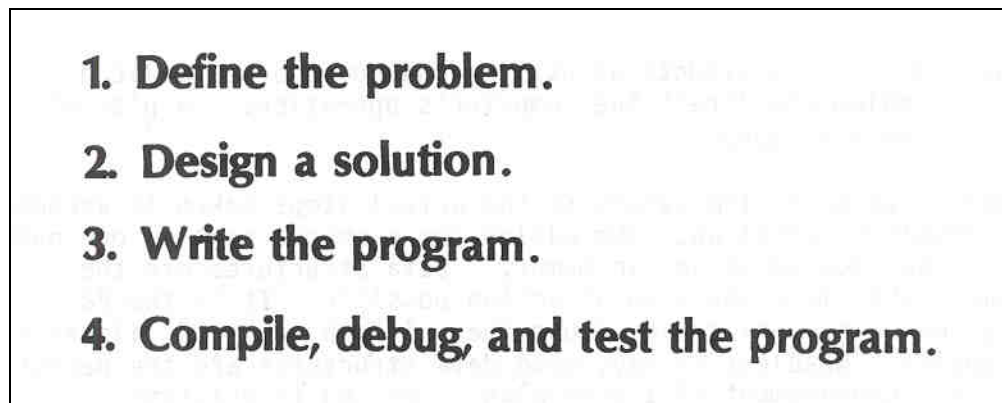 1. Define the problem.
2. Design a solution.
3. Write the program.
4. Compile, debug, and test the program.